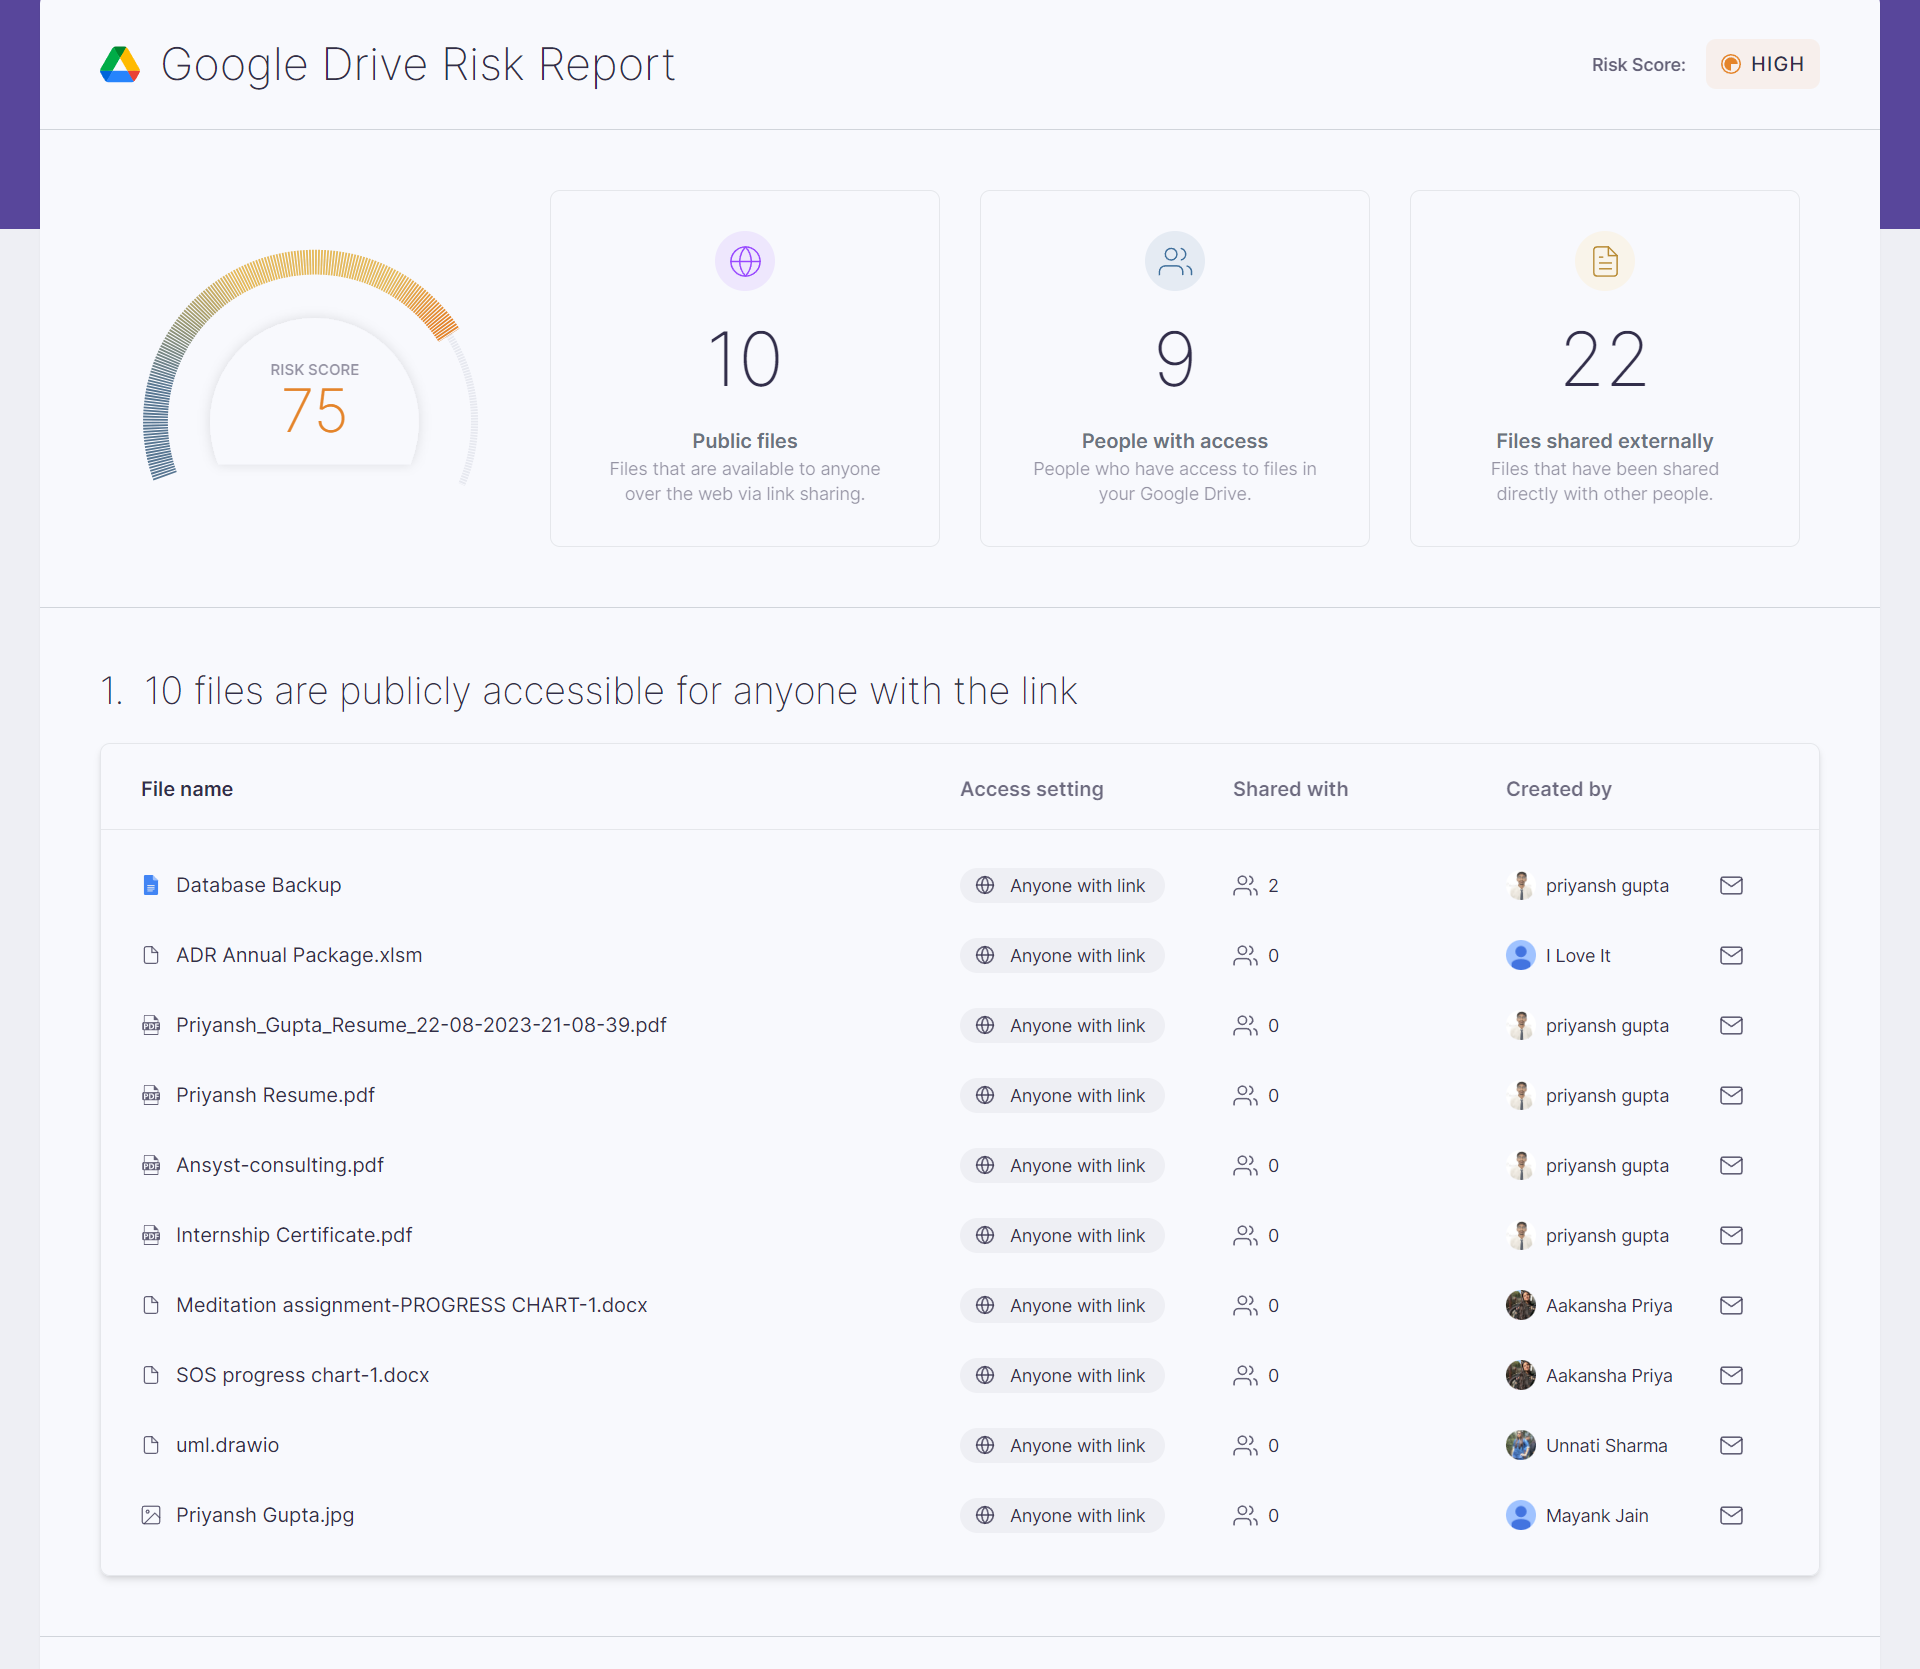 Google Drive Risk Report
Risk Score: HIGH
RISK SCORE
75
10
Public files
Files that are available to anyone
over the web via link sharing.
9
People with access
People who have access to files in
your Google Drive.
22
Files shared externally
Files that have been shared
directly with other people.
1. 10 files are publicly accessible for anyone with the link
File name Access setting Shared with Created by
Database Backup Anyone with link 2 priyansh gupta
ADR Annual Package.xlsm Anyone with link 0 I Love It
PDF Priyansh_Gupta_Resume_22-08-2023-21-08-39.pdf Anyone with link 0 priyansh gupta
PDF Priyansh Resume.pdf Anyone with link 0 priyansh gupta
PDF Ansyst-consulting.pdf Anyone with link 0 priyansh gupta
PDF Internship Certificate.pdf Anyone with link 0 priyansh gupta
Meditation assignment-PROGRESS CHART-1.docx Anyone with link 0 Aakansha Priya
SOS progress chart-1.docx Anyone with link 0 Aakansha Priya
uml.drawio Anyone with link 0 Unnati Sharma
Priyansh Gupta.jpg Anyone with link 0 Mayank Jain